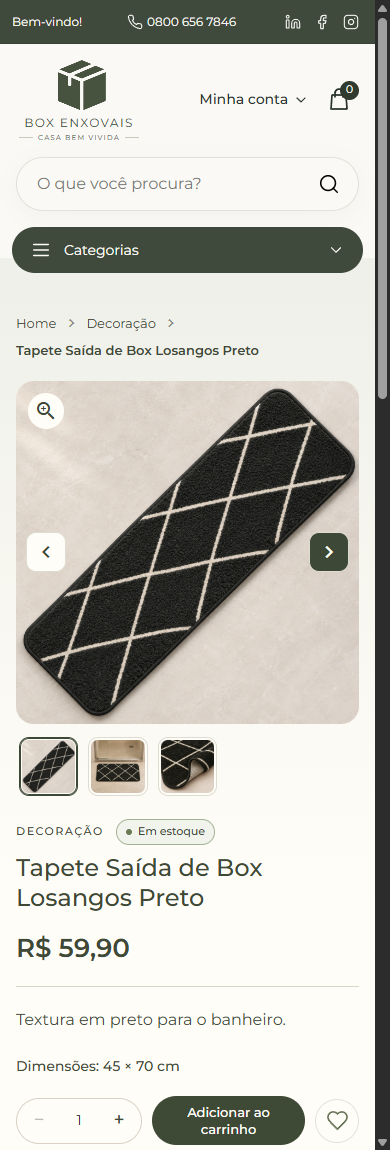 Bem-vindo!
0800 656 7846
BOX ENXOVAIS
CASA BEM VIVIDA
Minha conta
0
O que você procura?
Categorias
Home
Decoração
Tapete Saída de Box Losangos Preto
DECORAÇÃO
Em estoque
Tapete Saída de Box
Losangos Preto
R$ 59,90
Textura em preto para o banheiro.
Dimensões: 45 × 70 cm
− 1 +
Adicionar ao
carrinho